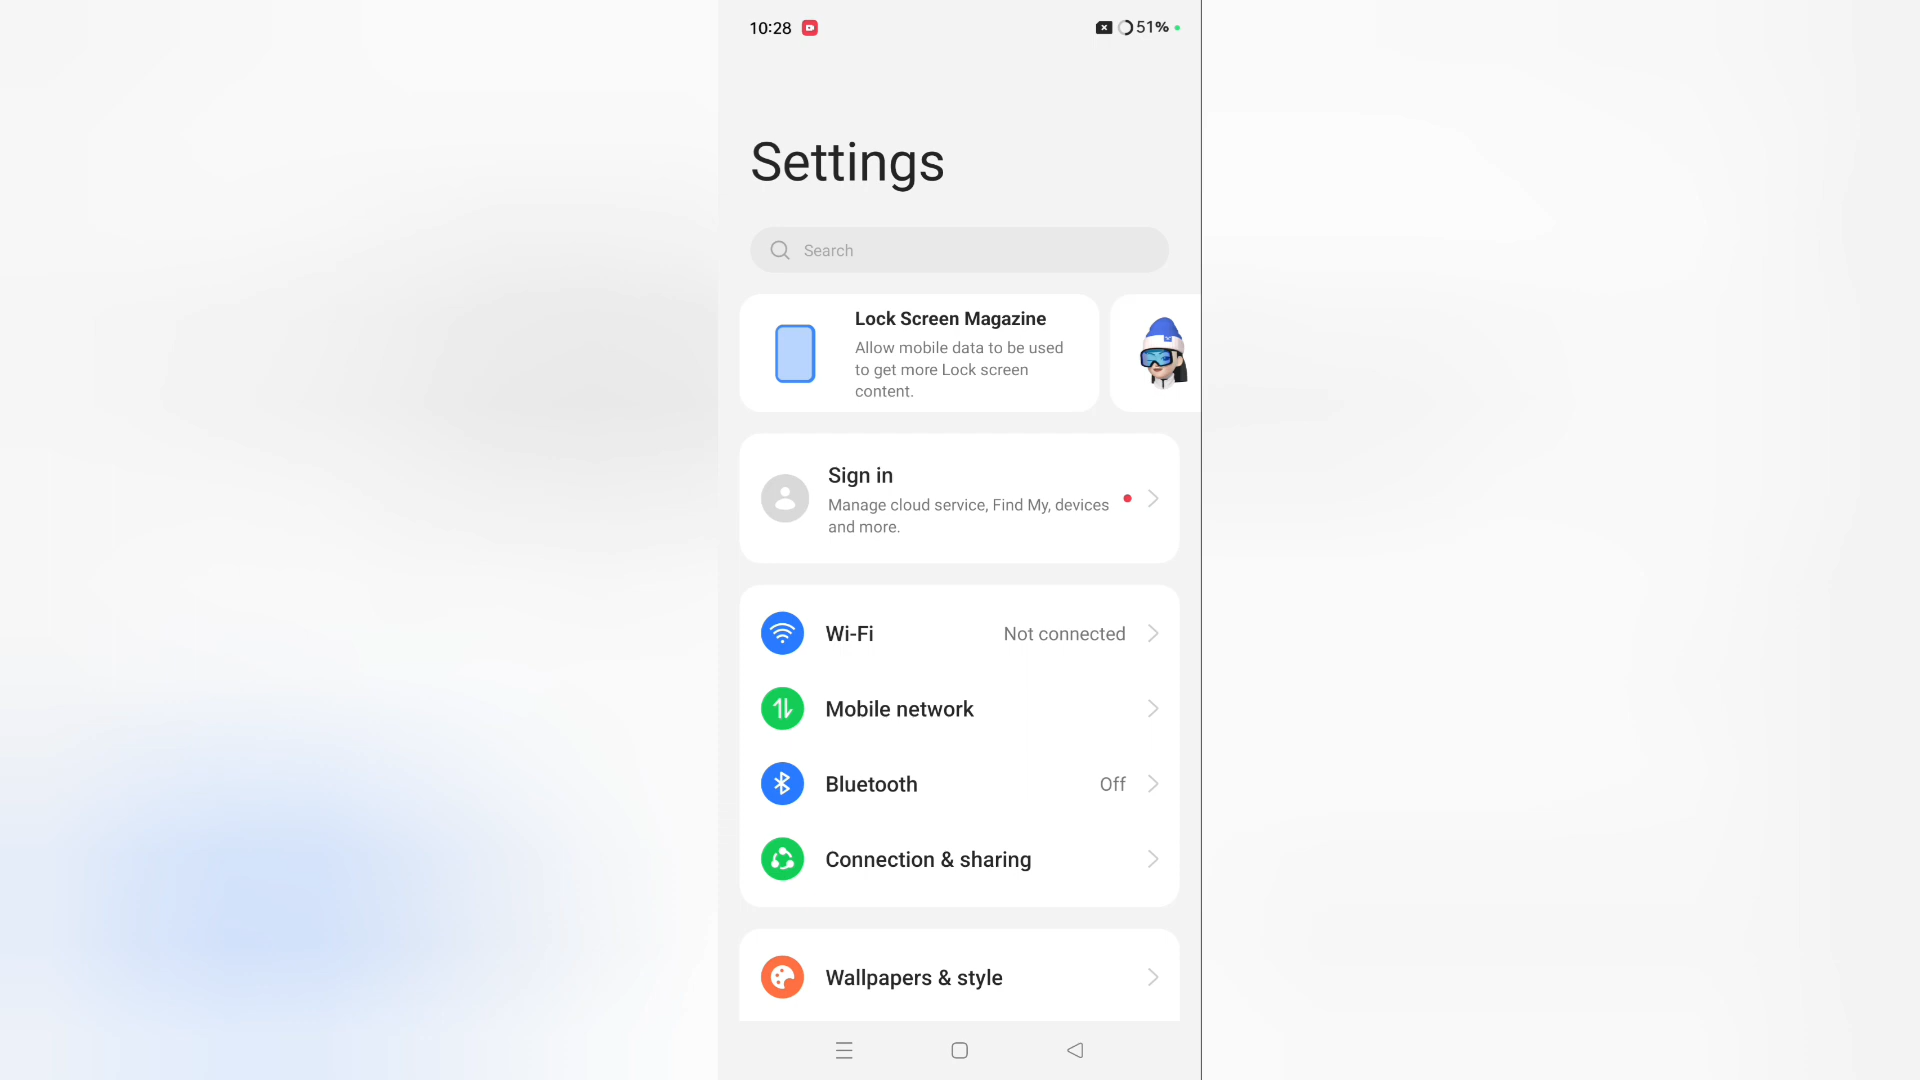 10:28
51%
Settings
Search
Lock Screen Magazine
Allow mobile data to be used
to get more Lock screen
content.
Sign in
Manage cloud service, Find My, devices
and more.
Wi-Fi Not connected
Mobile network
Bluetooth Off
Connection & sharing
Wallpapers & style